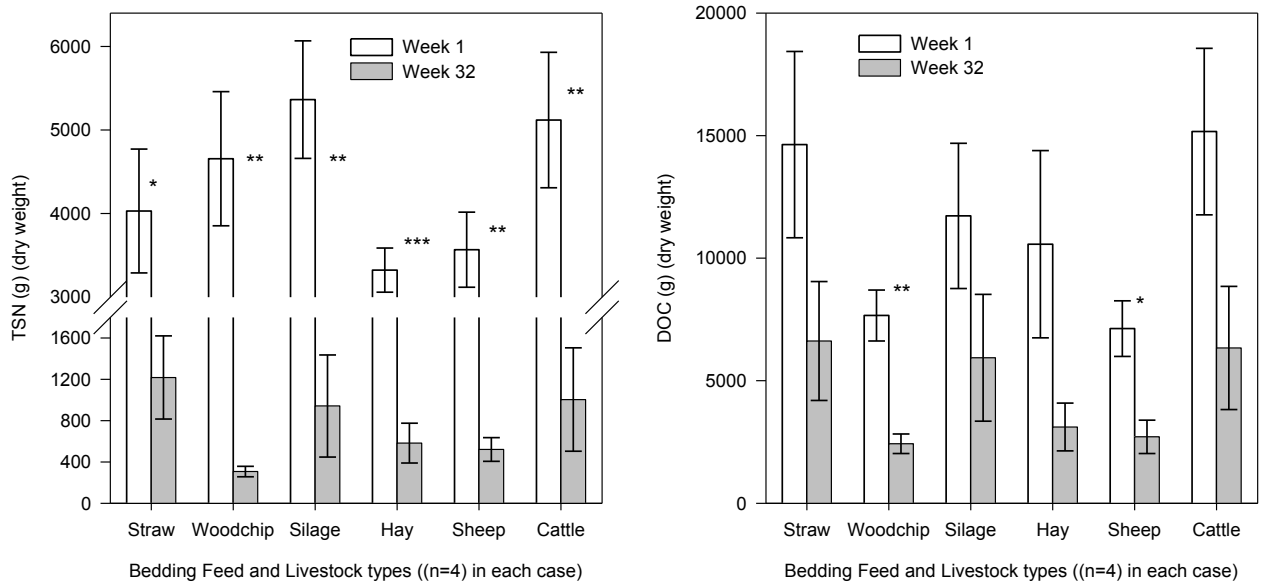 TSN (g) (dry weight)
6000
5000
4000
3000
1600
1200
800
400
0
Week 1
Week 32
*
**
**
***
**
**
Straw Woodchip Silage Hay Sheep Cattle
Bedding Feed and Livestock types ((n=4) in each case)
DOC (g) (dry weight)
20000
15000
10000
5000
0
Week 1
Week 32
**
*
Straw Woodchip Silage Hay Sheep Cattle
Bedding Feed and Livestock types ((n=4) in each case)